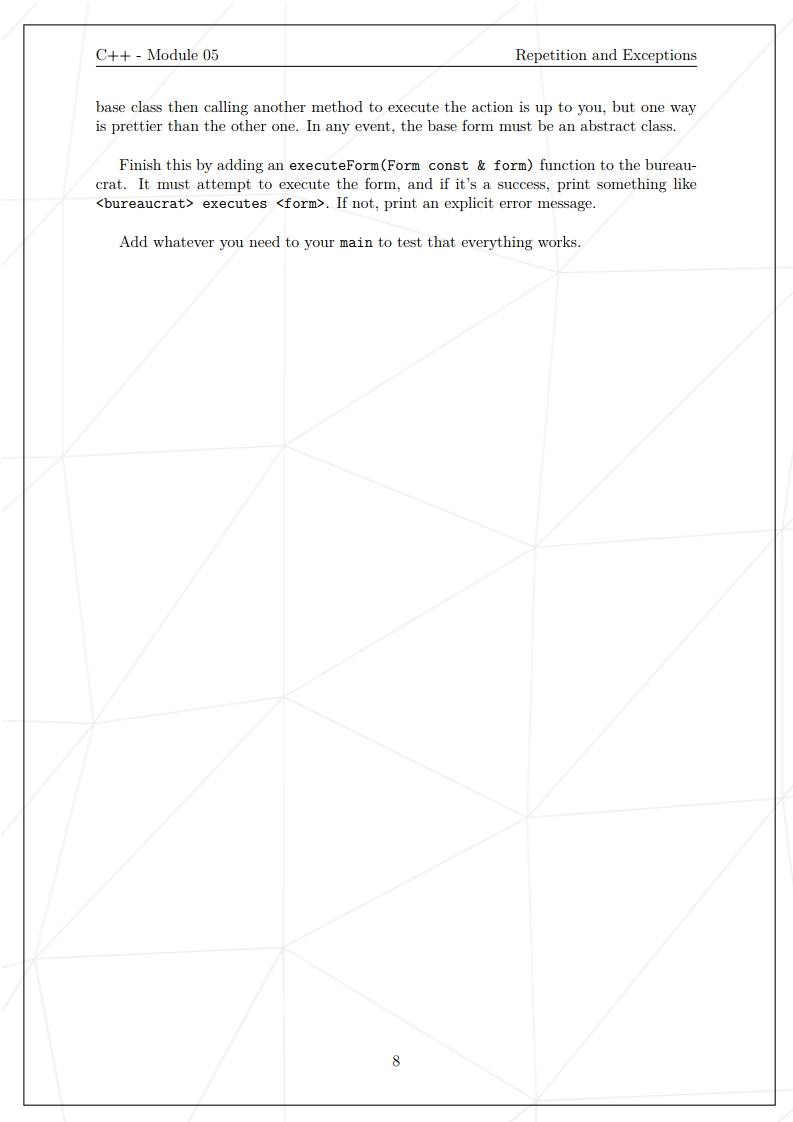 C++ - Module 05 Repetition and Exceptions
base class then calling another method to execute the action is up to you, but one way
is prettier than the other one. In any event, the base form must be an abstract class.
Finish this by adding an executeForm(Form const & form) function to the bureau-
crat. It must attempt to execute the form, and if it's a success, print something like
<bureaucrat> executes <form>. If not, print an explicit error message.
Add whatever you need to your main to test that everything works.
8